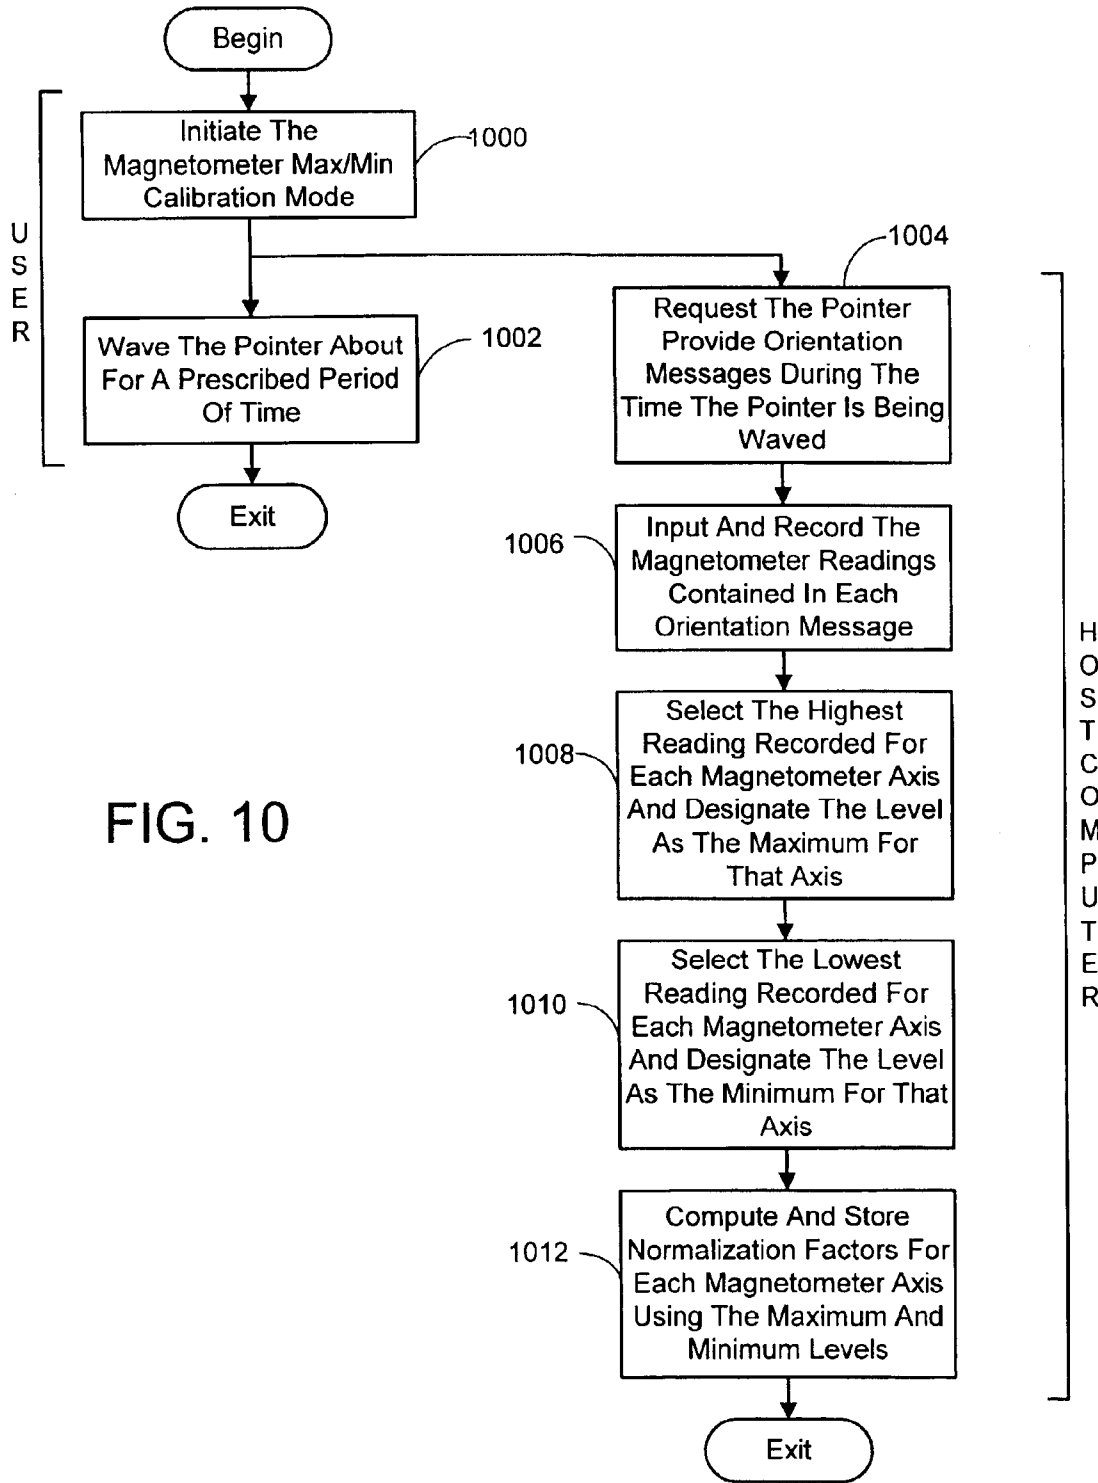 Begin
Initiate The
Magnetometer Max/Min
Calibration Mode
1000
USER
Wave The Pointer About
For A Prescribed Period
Of Time
1002
Exit
1004
Request The Pointer
Provide Orientation
Messages During The
Time The Pointer Is Being
Waved
1006
Input And Record The
Magnetometer Readings
Contained In Each
Orientation Message
1008
Select The Highest
Reading Recorded For
Each Magnetometer Axis
And Designate The Level
As The Maximum For
That Axis
1010
Select The Lowest
Reading Recorded For
Each Magnetometer Axis
And Designate The Level
As The Minimum For That
Axis
1012
Compute And Store
Normalization Factors For
Each Magnetometer Axis
Using The Maximum And
Minimum Levels
Exit
HOST COMPUTER
FIG. 10